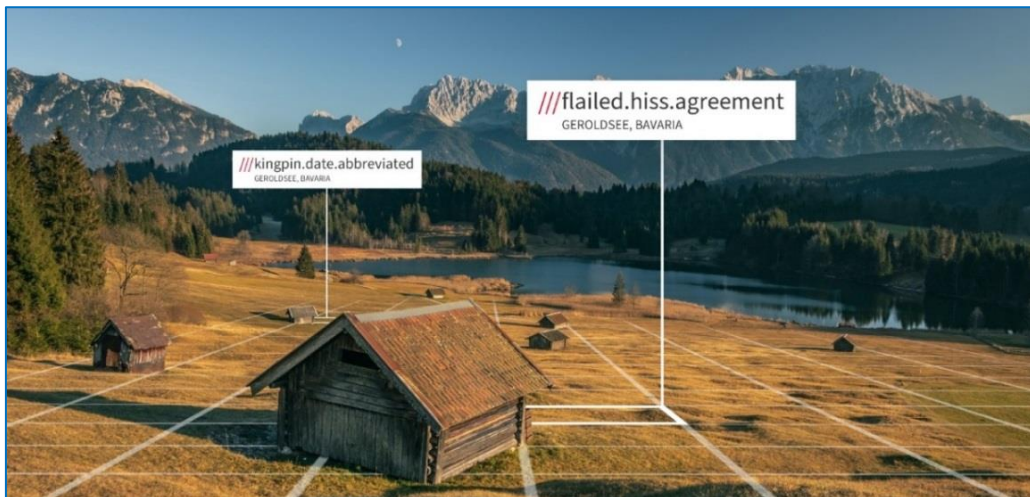 ///kingpin.date.abbreviated
GEROLDSEE, BAVARIA
///flailed.hiss.agreement
GEROLDSEE, BAVARIA